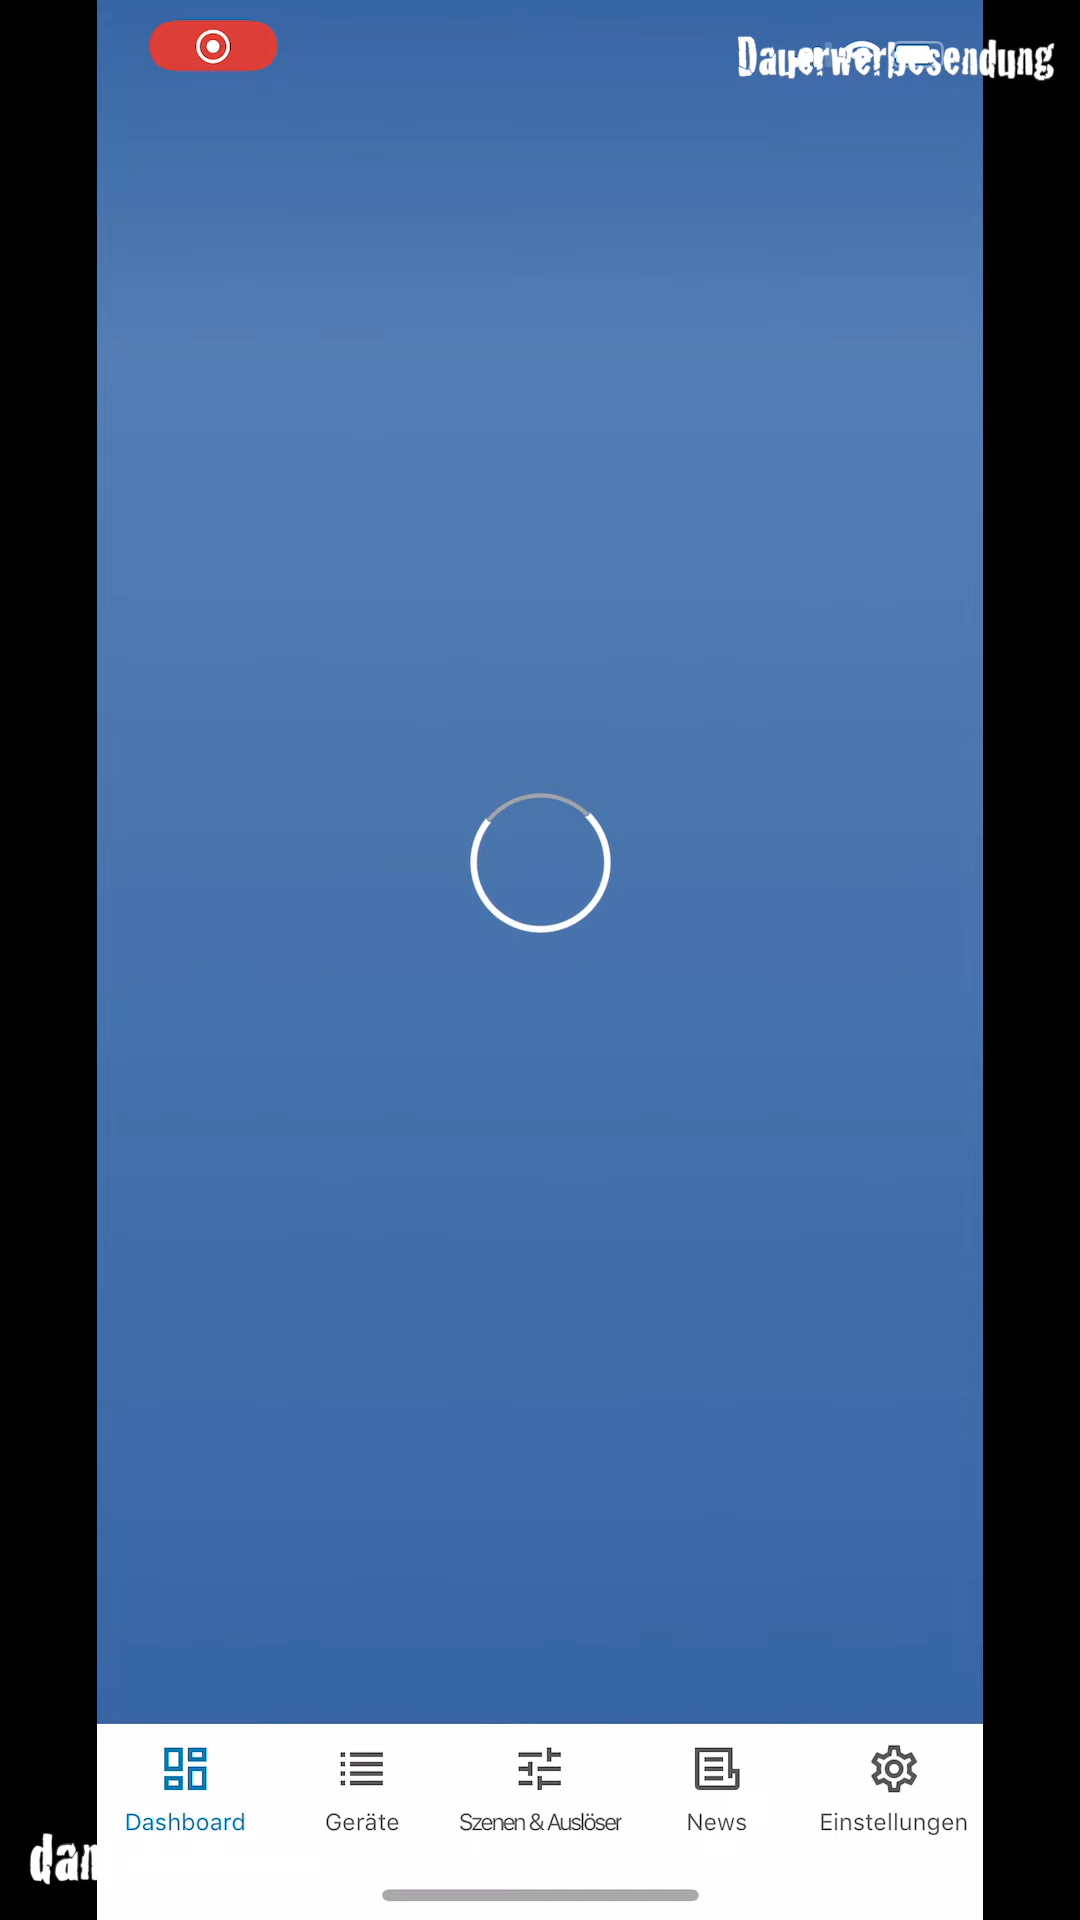 Dauerwerbesendung
Dashboard
Geräte
Szenen & Auslöser
News
Einstellungen